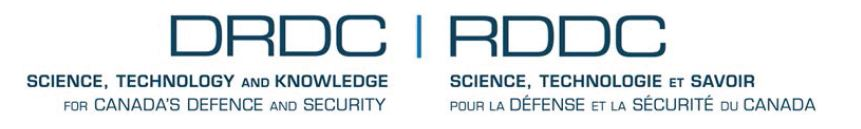 DRDC | RDDC
SCIENCE, TECHNOLOGY AND KNOWLEDGE
FOR CANADA'S DEFENCE AND SECURITY
SCIENCE, TECHNOLOGIE ET SAVOIR
POUR LA DÉFENSE ET LA SÉCURITÉ DU CANADA